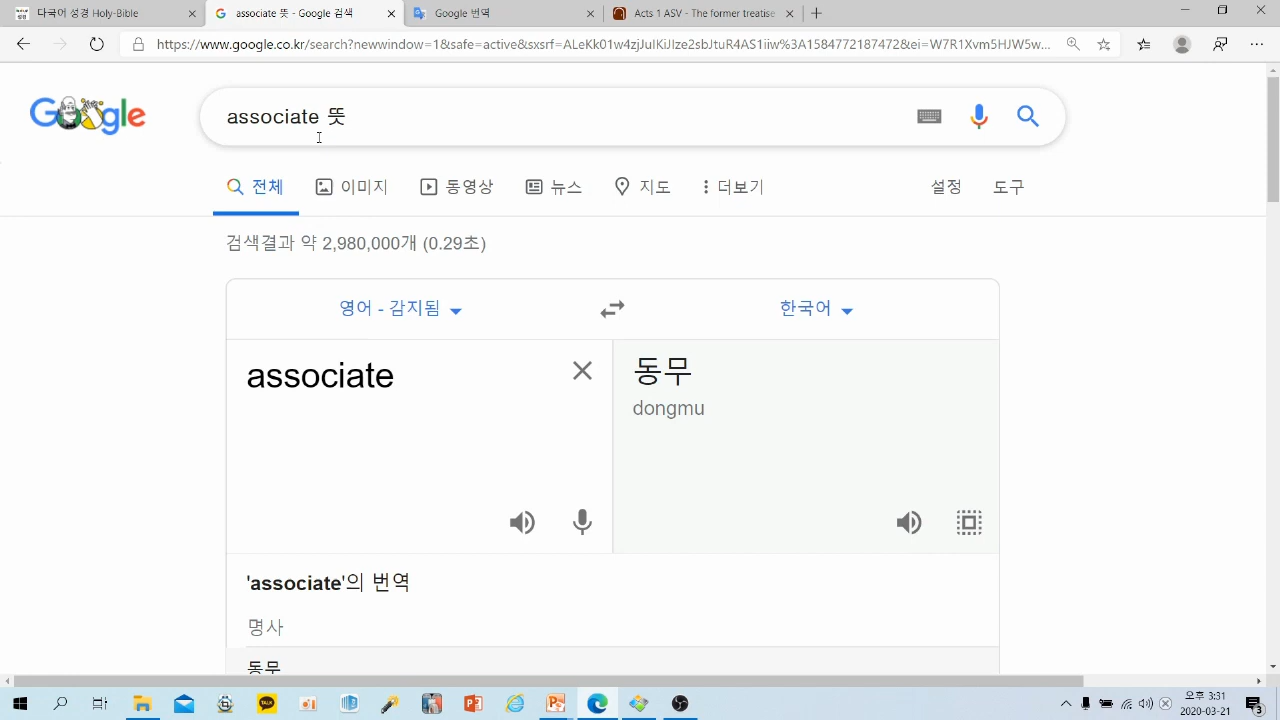 다국어 성경 Holy-Bible
associate 뜻 - Google 검색
Google 번역
Acts 1 ASV - The former treatise
https://www.google.co.kr/search?newwindow=1&safe=active&sxsrf=ALeKk01w4zjJuIKiJIze2sbJtuR4AS1iiw%3A1584772187472&ei=W7R1Xvm5HJW5w...
Google
associate 뜻
전체
이미지
동영상
뉴스
지도
더보기
설정
도구
검색결과 약 2,980,000개 (0.29초)
영어 - 감지됨
한국어
associate
동무
dongmu
'associate'의 번역
명사
동무
TALK
오후 3:31
2020-03-21
3